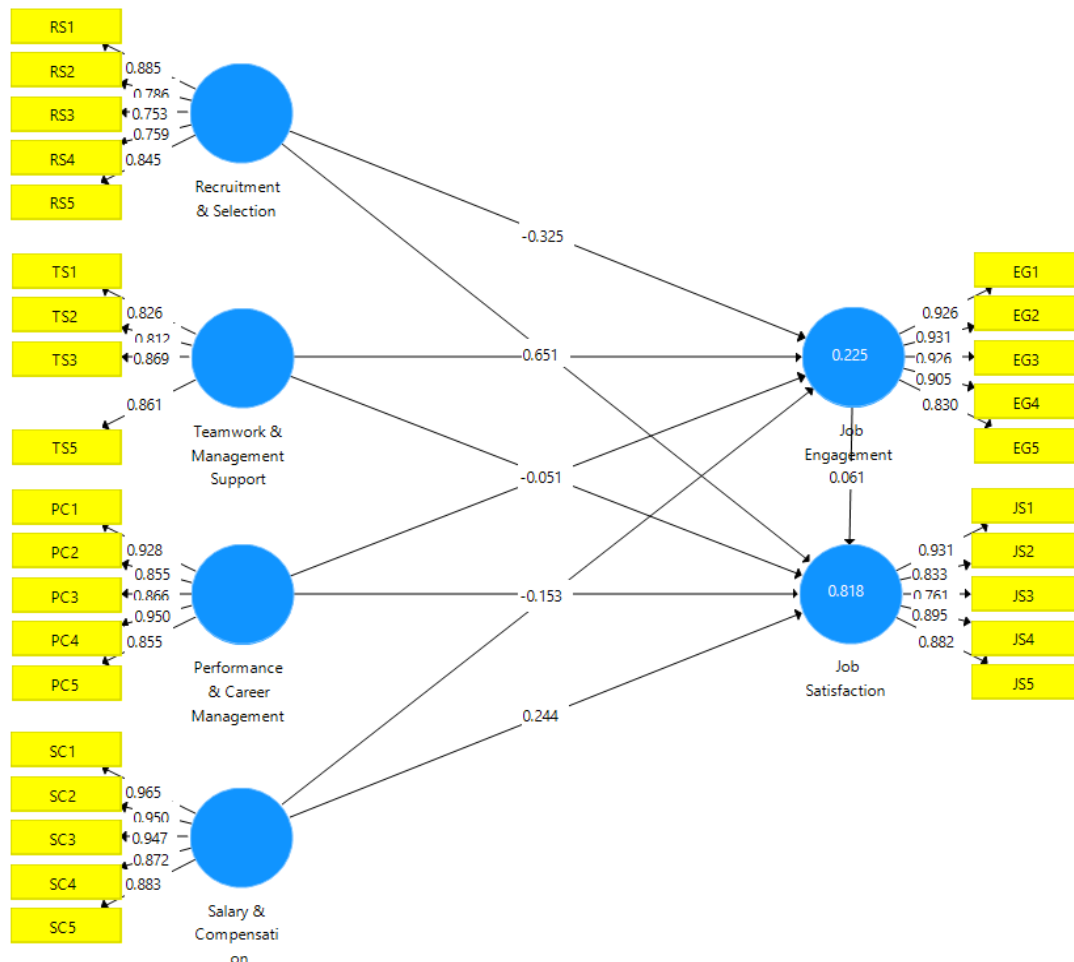 RS1
RS2
RS3
RS4
RS5
0.885
0.786
0.753
0.759
0.845
Recruitment
& Selection
TS1
TS2
TS3
TS5
0.826
0.812
0.869
0.861
Teamwork &
Management
Support
PC1
PC2
PC3
PC4
PC5
0.928
0.855
0.866
0.950
0.855
Performance
& Career
Management
SC1
SC2
SC3
SC4
SC5
0.965
0.950
0.947
0.872
0.883
Salary &
Compensati
on
-0.325
0.651
-0.051
-0.153
0.244
0.225
Job
Engagement
0.061
0.818
Job
Satisfaction
0.926
0.931
0.926
0.905
0.830
EG1
EG2
EG3
EG4
EG5
0.931
0.833
0.761
0.895
0.882
JS1
JS2
JS3
JS4
JS5